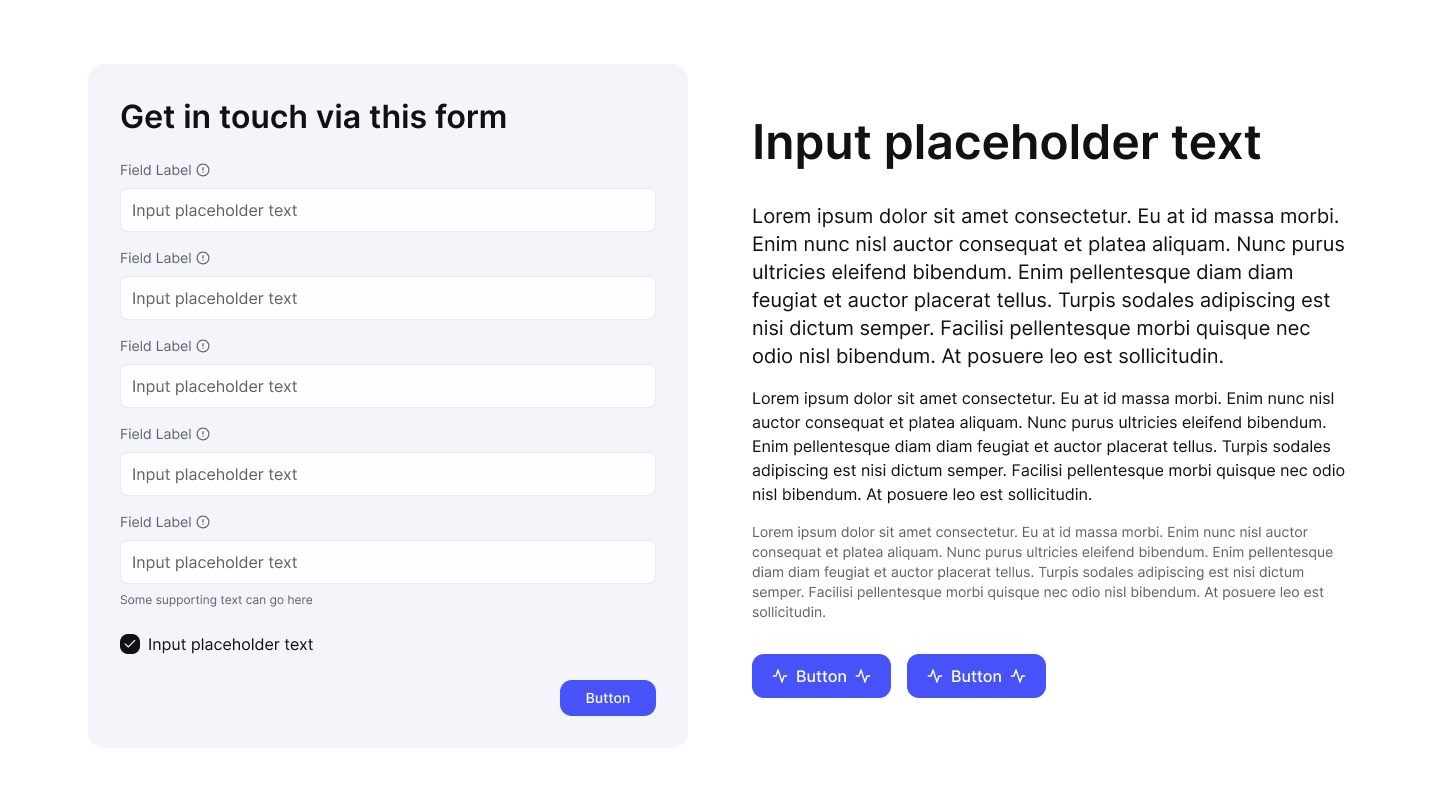 Get in touch via this form
Field Label
Input placeholder text
Field Label
Input placeholder text
Field Label
Input placeholder text
Field Label
Input placeholder text
Field Label
Input placeholder text
Some supporting text can go here
Input placeholder text
Button
Input placeholder text
Lorem ipsum dolor sit amet consectetur. Eu at id massa morbi.
Enim nunc nisl auctor consequat et platea aliquam. Nunc purus
ultricies eleifend bibendum. Enim pellentesque diam diam
feugiat et auctor placerat tellus. Turpis sodales adipiscing est
nisi dictum semper. Facilisi pellentesque morbi quisque nec
odio nisl bibendum. At posuere leo est sollicitudin.
Lorem ipsum dolor sit amet consectetur. Eu at id massa morbi. Enim nunc nisl
auctor consequat et platea aliquam. Nunc purus ultricies eleifend bibendum.
Enim pellentesque diam diam feugiat et auctor placerat tellus. Turpis sodales
adipiscing est nisi dictum semper. Facilisi pellentesque morbi quisque nec odio
nisl bibendum. At posuere leo est sollicitudin.
Lorem ipsum dolor sit amet consectetur. Eu at id massa morbi. Enim nunc nisl auctor
consequat et platea aliquam. Nunc purus ultricies eleifend bibendum. Enim pellentesque
diam diam feugiat et auctor placerat tellus. Turpis sodales adipiscing est nisi dictum
semper. Facilisi pellentesque morbi quisque nec odio nisl bibendum. At posuere leo est
sollicitudin.
Button
Button